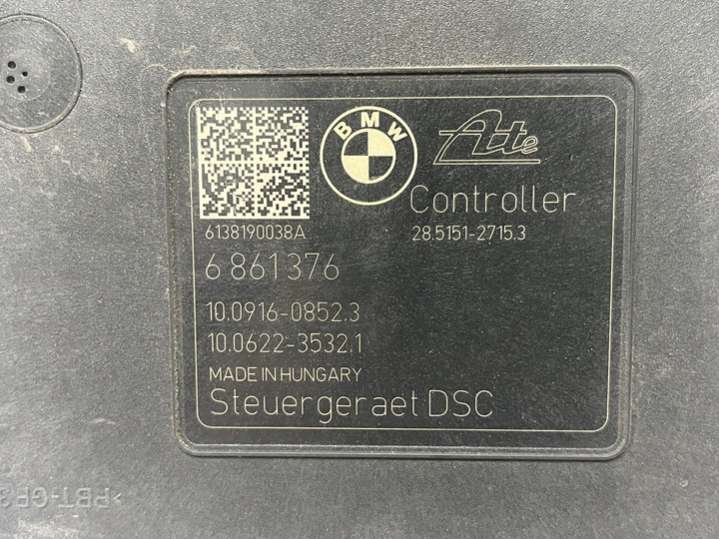 BMW
Ate
Controller
6138190038A
28.5151-2715.3
6 861 376
10.0916-0852.3
10.0622-3532.1
MADE IN HUNGARY
Steuergeraet DSC